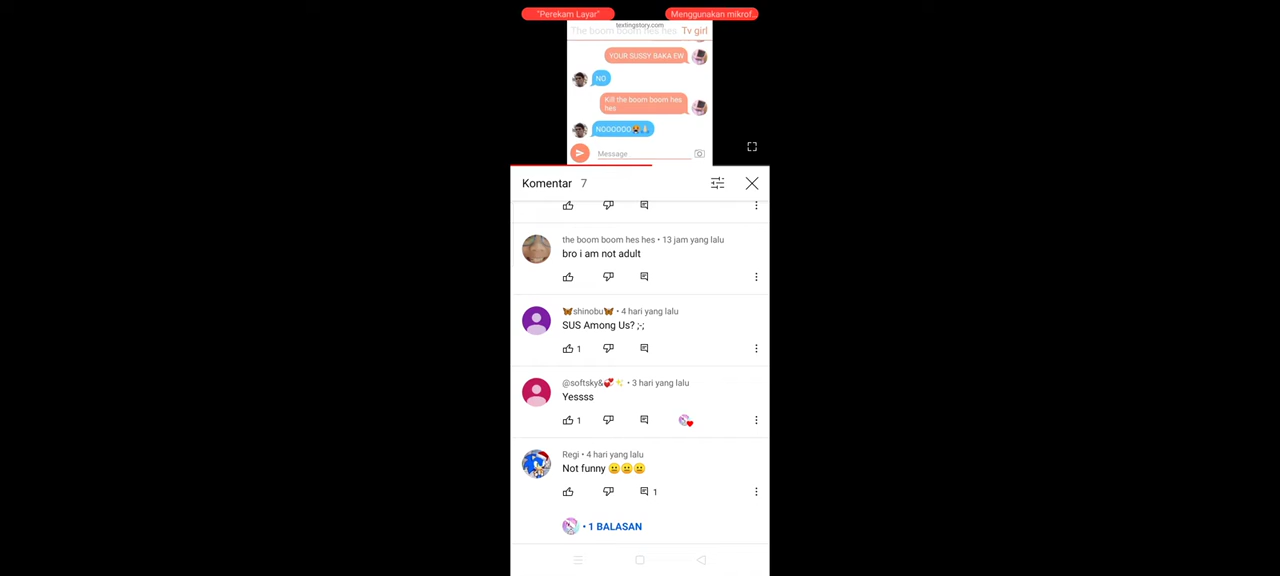 "Perekam Layar"
Menggunakan mikrof...
textingstory.com
The boom boom hes hes
Tv girl
YOUR SUSSY BAKA EW
NO
Kill the boom boom hes
hes
NOOOOOO
Message
Komentar 7
the boom boom hes hes • 13 jam yang lalu
bro i am not adult
🦋shinobu🦋 • 4 hari yang lalu
SUS Among Us? ;-;
1
@softsky&💞✨ • 3 hari yang lalu
Yessss
1
Regi • 4 hari yang lalu
Not funny 😐😐😐
1
• 1 BALASAN